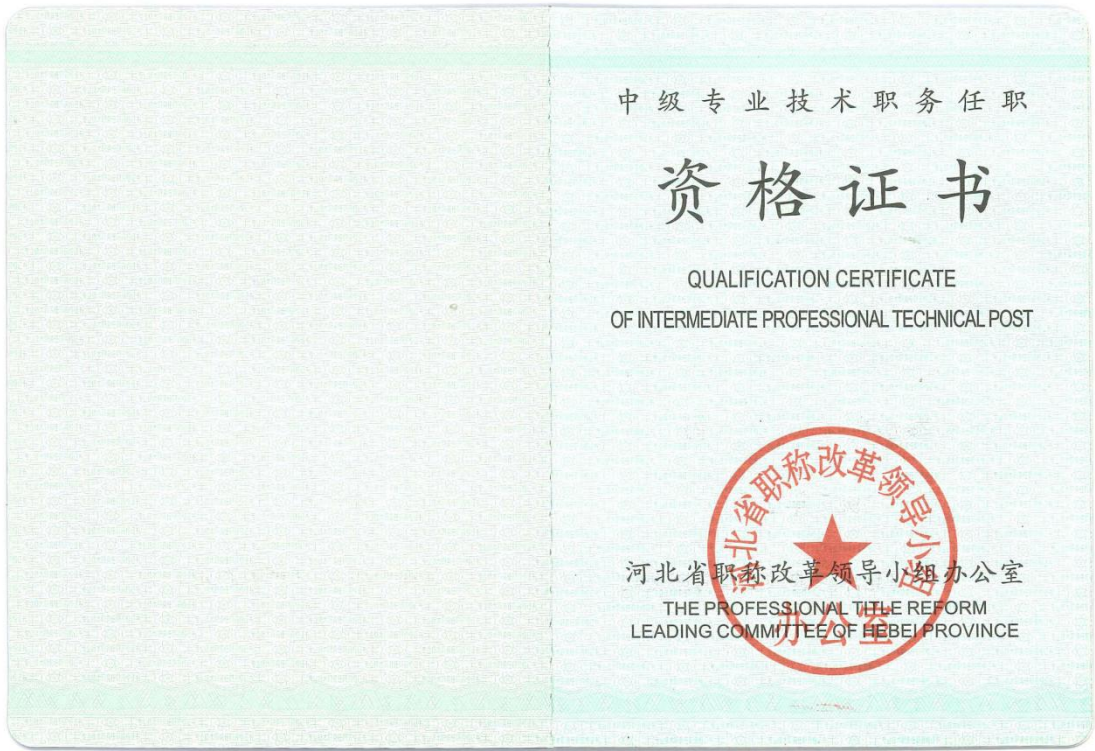 中级专业技术职务任职
资格证书
QUALIFICATION CERTIFICATE
OF INTERMEDIATE PROFESSIONAL TECHNICAL POST
河北省职称改革领导小组
办公室
河北省职称改革领导小组办公室
THE PROFESSIONAL TITLE REFORM
LEADING COMMITTEE OF HEBEI PROVINCE